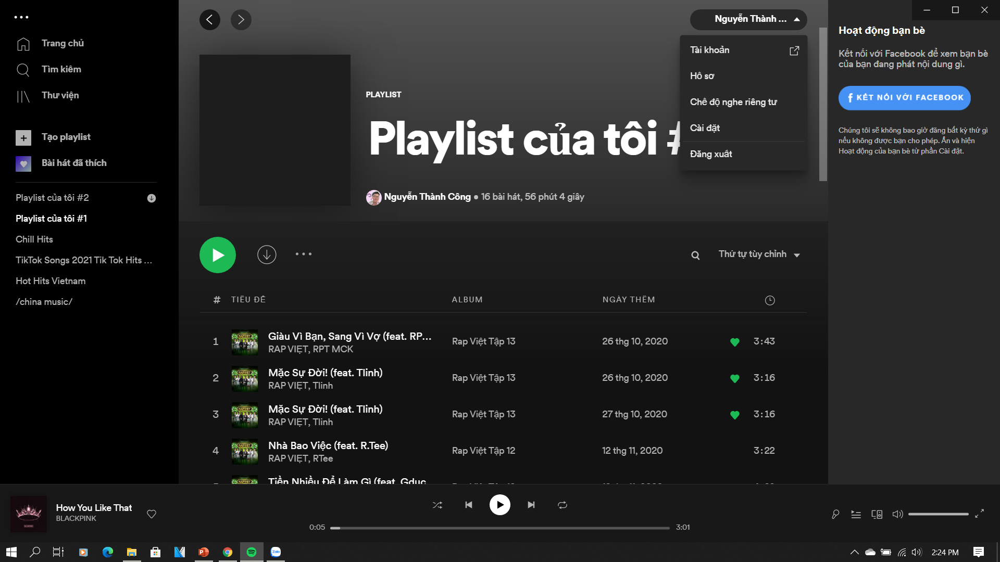 Trang chủ
Tìm kiếm
Thư viện
Tạo playlist
Bài hát đã thích
Playlist của tôi #2
Playlist của tôi #1
Chill Hits
TikTok Songs 2021 Tik Tok Hits ...
Hot Hits Vietnam
/china music/
Nguyễn Thành ...
Tài khoản
Hồ sơ
Chế độ nghe riêng tư
Cài đặt
Đăng xuất
PLAYLIST
Playlist của tôi #
Nguyễn Thành Công • 16 bài hát, 56 phút 4 giây
Thứ tự tùy chỉnh
# TIÊU ĐỀ ALBUM NGÀY THÊM
1 Giàu Vì Bạn, Sang Vì Vợ (feat. RP... Rap Việt Tập 13 26 thg 10, 2020 3:43
RAP VIỆT, RPT MCK
2 Mặc Sự Đời! (feat. Tlinh) Rap Việt Tập 13 26 thg 10, 2020 3:16
RAP VIỆT, Tlinh
3 Mặc Sự Đời! (feat. Tlinh) Rap Việt Tập 13 27 thg 10, 2020 3:16
RAP VIỆT, Tlinh
4 Nhà Bao Việc (feat. R.Tee) Rap Việt Tập 12 12 thg 11, 2020 3:22
RAP VIỆT, RTee
Tiền Nhiều Để Làm Gì (feat. Gduc
Hoạt động bạn bè
Kết nối với Facebook để xem bạn bè
của bạn đang phát nội dung gì.
KẾT NỐI VỚI FACEBOOK
Chúng tôi sẽ không bao giờ đăng bất kỳ thứ gì
nếu không được bạn cho phép. Ẩn và hiện
Hoạt động của bạn bè từ phần Cài đặt.
How You Like That
BLACKPINK
0:05
3:01
Zalo
2:24 PM